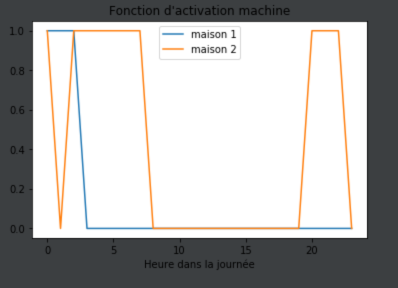 Fonction d'activation machine
maison 1
maison 2
1.0
0.8
0.6
0.4
0.2
0.0
0 5 10 15 20
Heure dans la journée